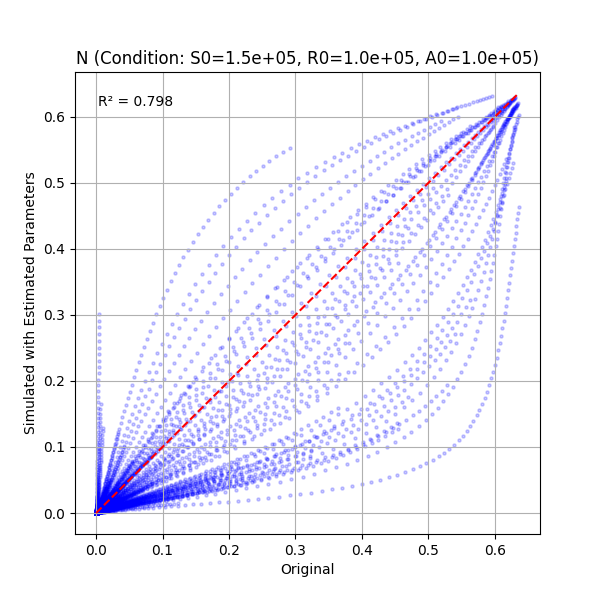 N (Condition: S0=1.5e+05, R0=1.0e+05, A0=1.0e+05)
R² = 0.798
0.6
0.5
0.4
0.3
0.2
0.1
0.0
Simulated with Estimated Parameters
0.0 0.1 0.2 0.3 0.4 0.5 0.6
Original